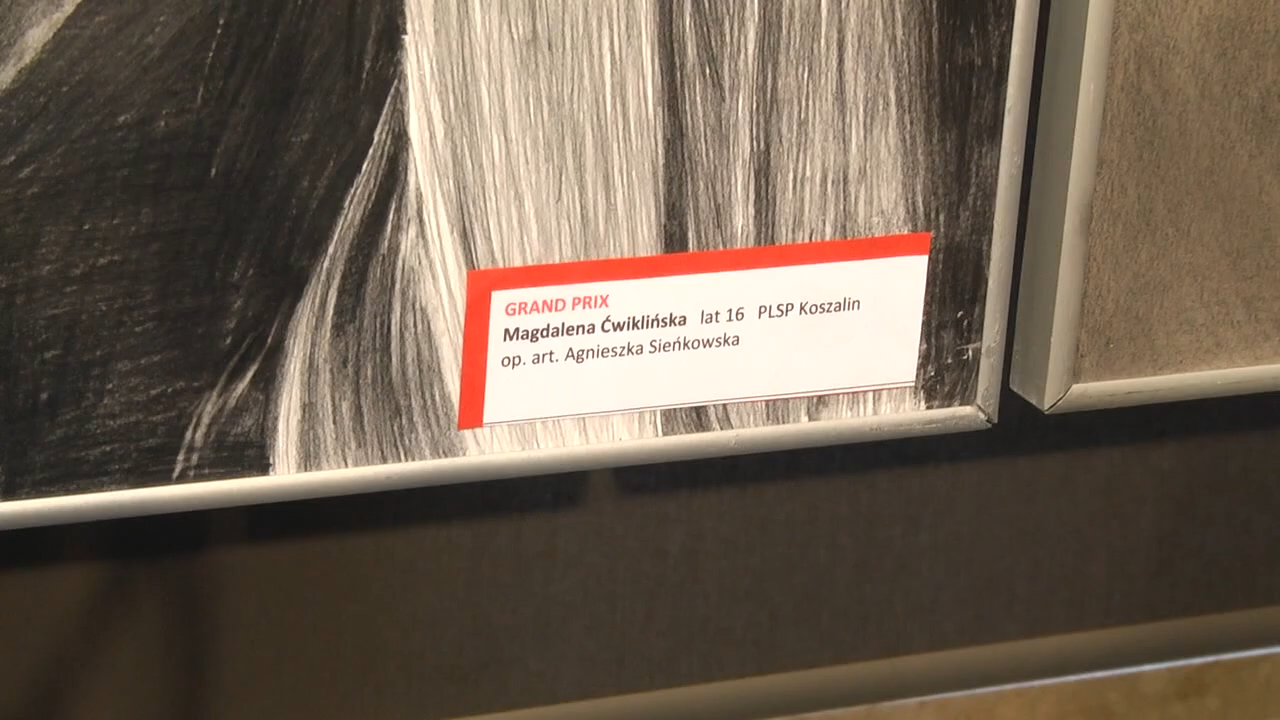 GRAND PRIX
Magdalena Ćwiklińska lat 16 PLSP Koszalin
op. art. Agnieszka Sieńkowska